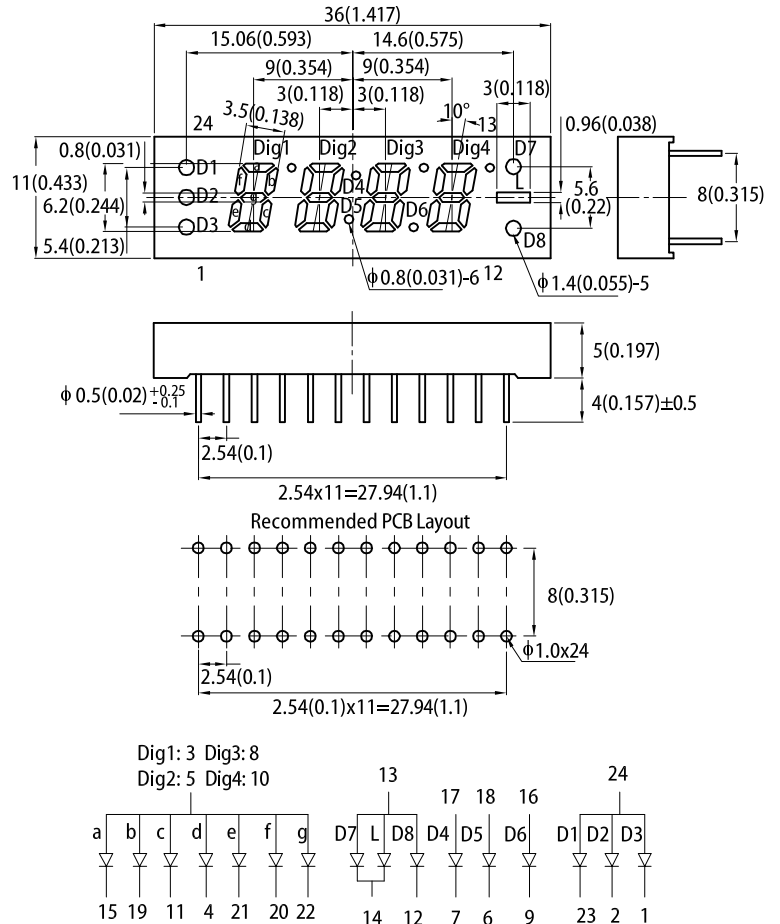 36(1.417)
15.06(0.593) 14.6(0.575)
9(0.354) 9(0.354)
3(0.118) 3(0.118) 3(0.118)
3.5(0.138) 10°
24 13 0.96(0.038)
0.8(0.031) Dig1 Dig2 Dig3 Dig4 D7
D1 a f b D4 L
11(0.433) D2 g 5.6 8(0.315)
6.2(0.244) e c D5 D6 (0.22)
D3 d D8
5.4(0.213)
1 ϕ0.8(0.031)-6 12 ϕ1.4(0.055)-5
5(0.197)
ϕ0.5(0.02) +0.25
- 0.1
4(0.157)±0.5
2.54(0.1)
2.54x11=27.94(1.1)
Recommended PCB Layout
8(0.315)
ϕ1.0x24
2.54(0.1)
2.54(0.1)x11=27.94(1.1)
Dig1: 3 Dig3: 8
Dig2: 5 Dig4: 10
13 24
17 18 16
a b c d e f g D7 L D8 D4 D5 D6 D1 D2 D3
15 19 11 4 21 20 22 14 12 7 6 9 23 2 1